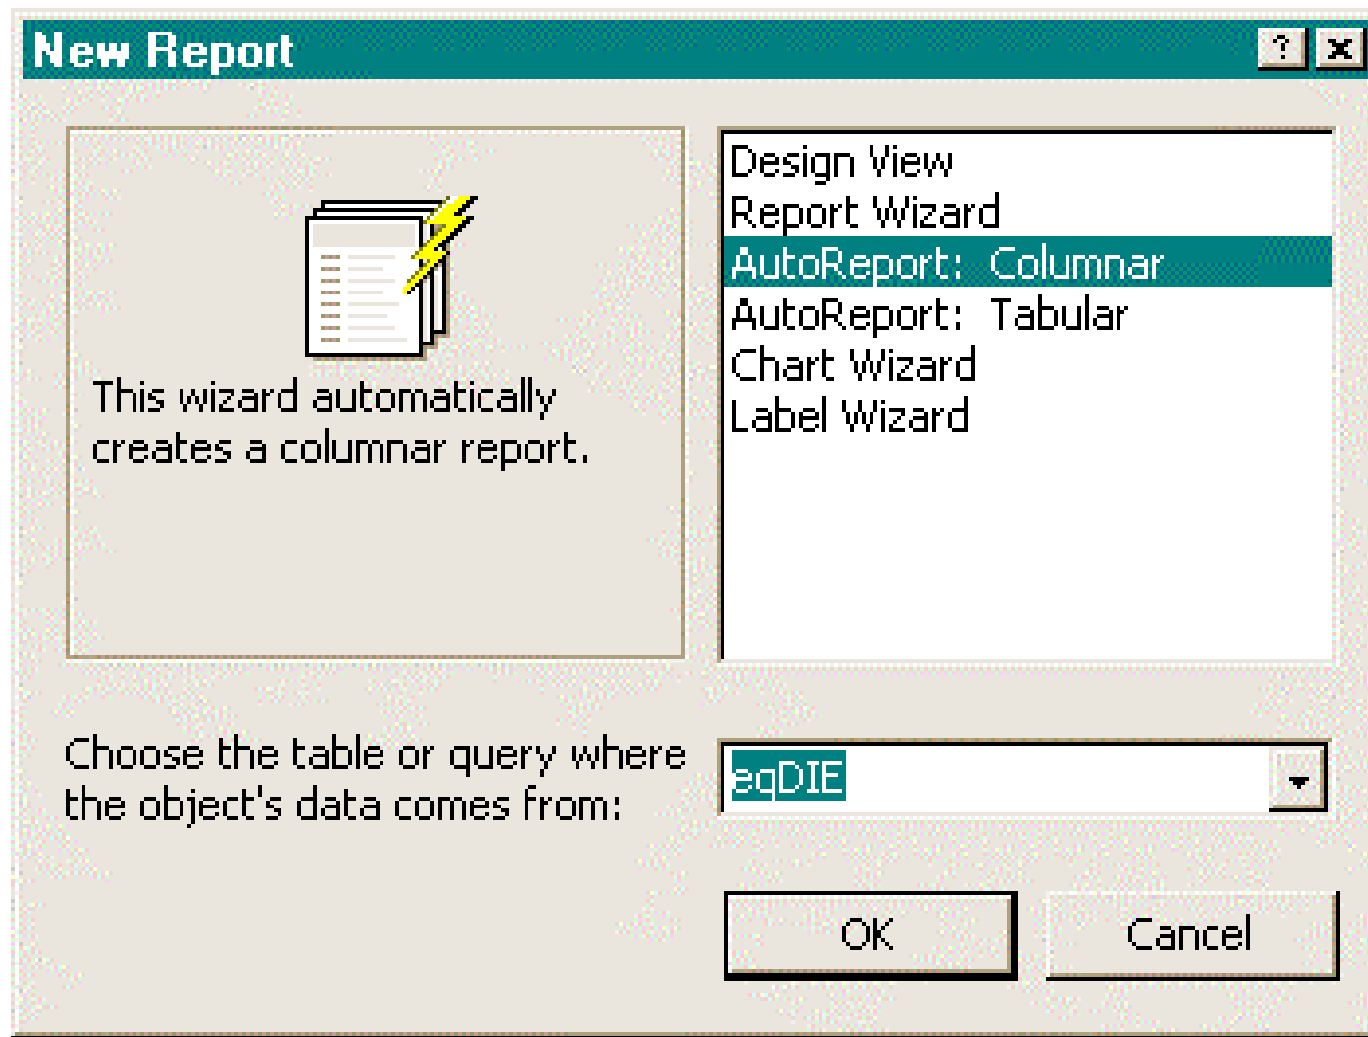 New Report
Design View
Report Wizard
AutoReport: Columnar
AutoReport: Tabular
Chart Wizard
Label Wizard
This wizard automatically
creates a columnar report.
Choose the table or query where
the object's data comes from:
eqDIE
OK
Cancel